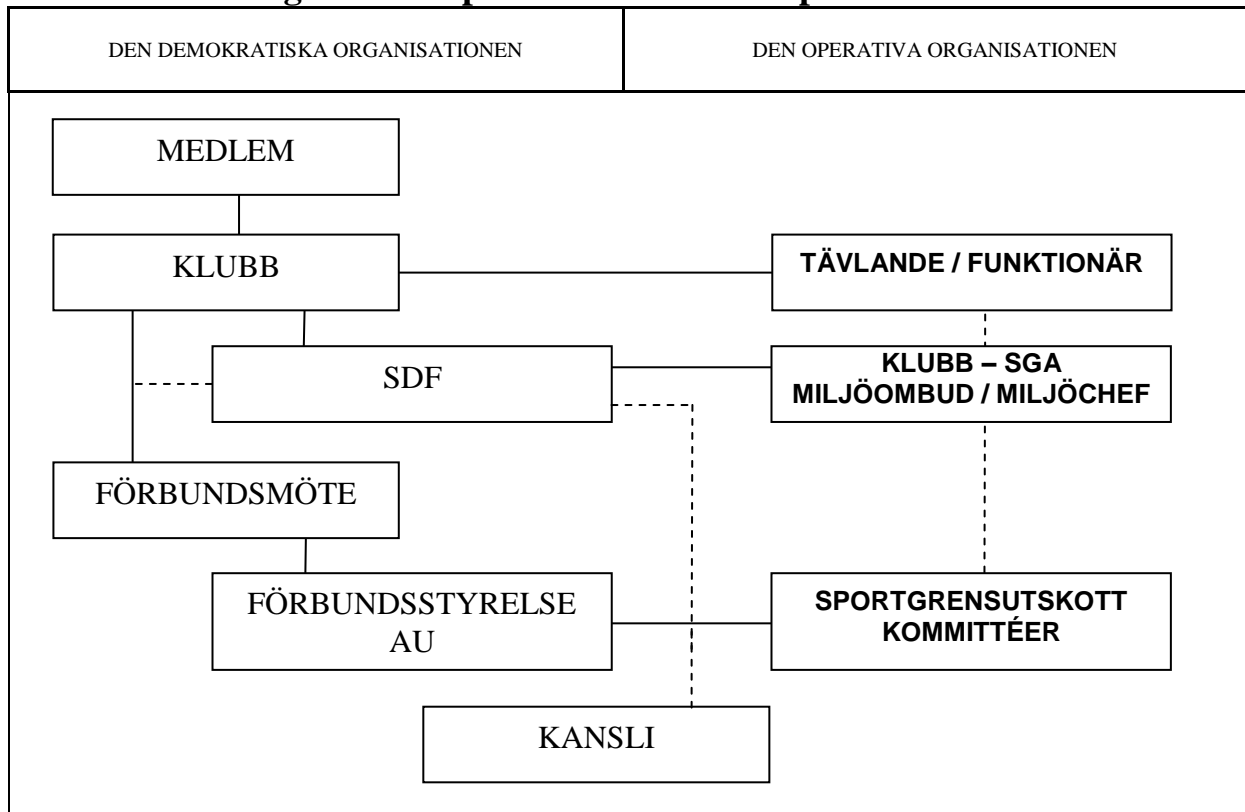 DEN DEMOKRATISKA ORGANISATIONEN
DEN OPERATIVA ORGANISATIONEN
MEDLEM
KLUBB
TÄVLANDE / FUNKTIONÄR
SDF
KLUBB – SGA
MILJÖOMBUD / MILJÖCHEF
FÖRBUNDSMÖTE
FÖRBUNDSSTYRELSE
AU
SPORTGRENSUTSKOTT
KOMMITTÉER
KANSLI